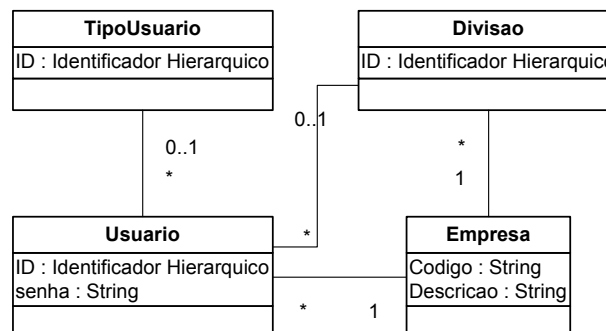 TipoUsuario
ID : Identificador Hierarquico
Divisao
ID : Identificador Hierarquico
0..1
*
0..1
*
*
1
Usuario
ID : Identificador Hierarquico
senha : String
Empresa
Codigo : String
Descricao : String
*
1